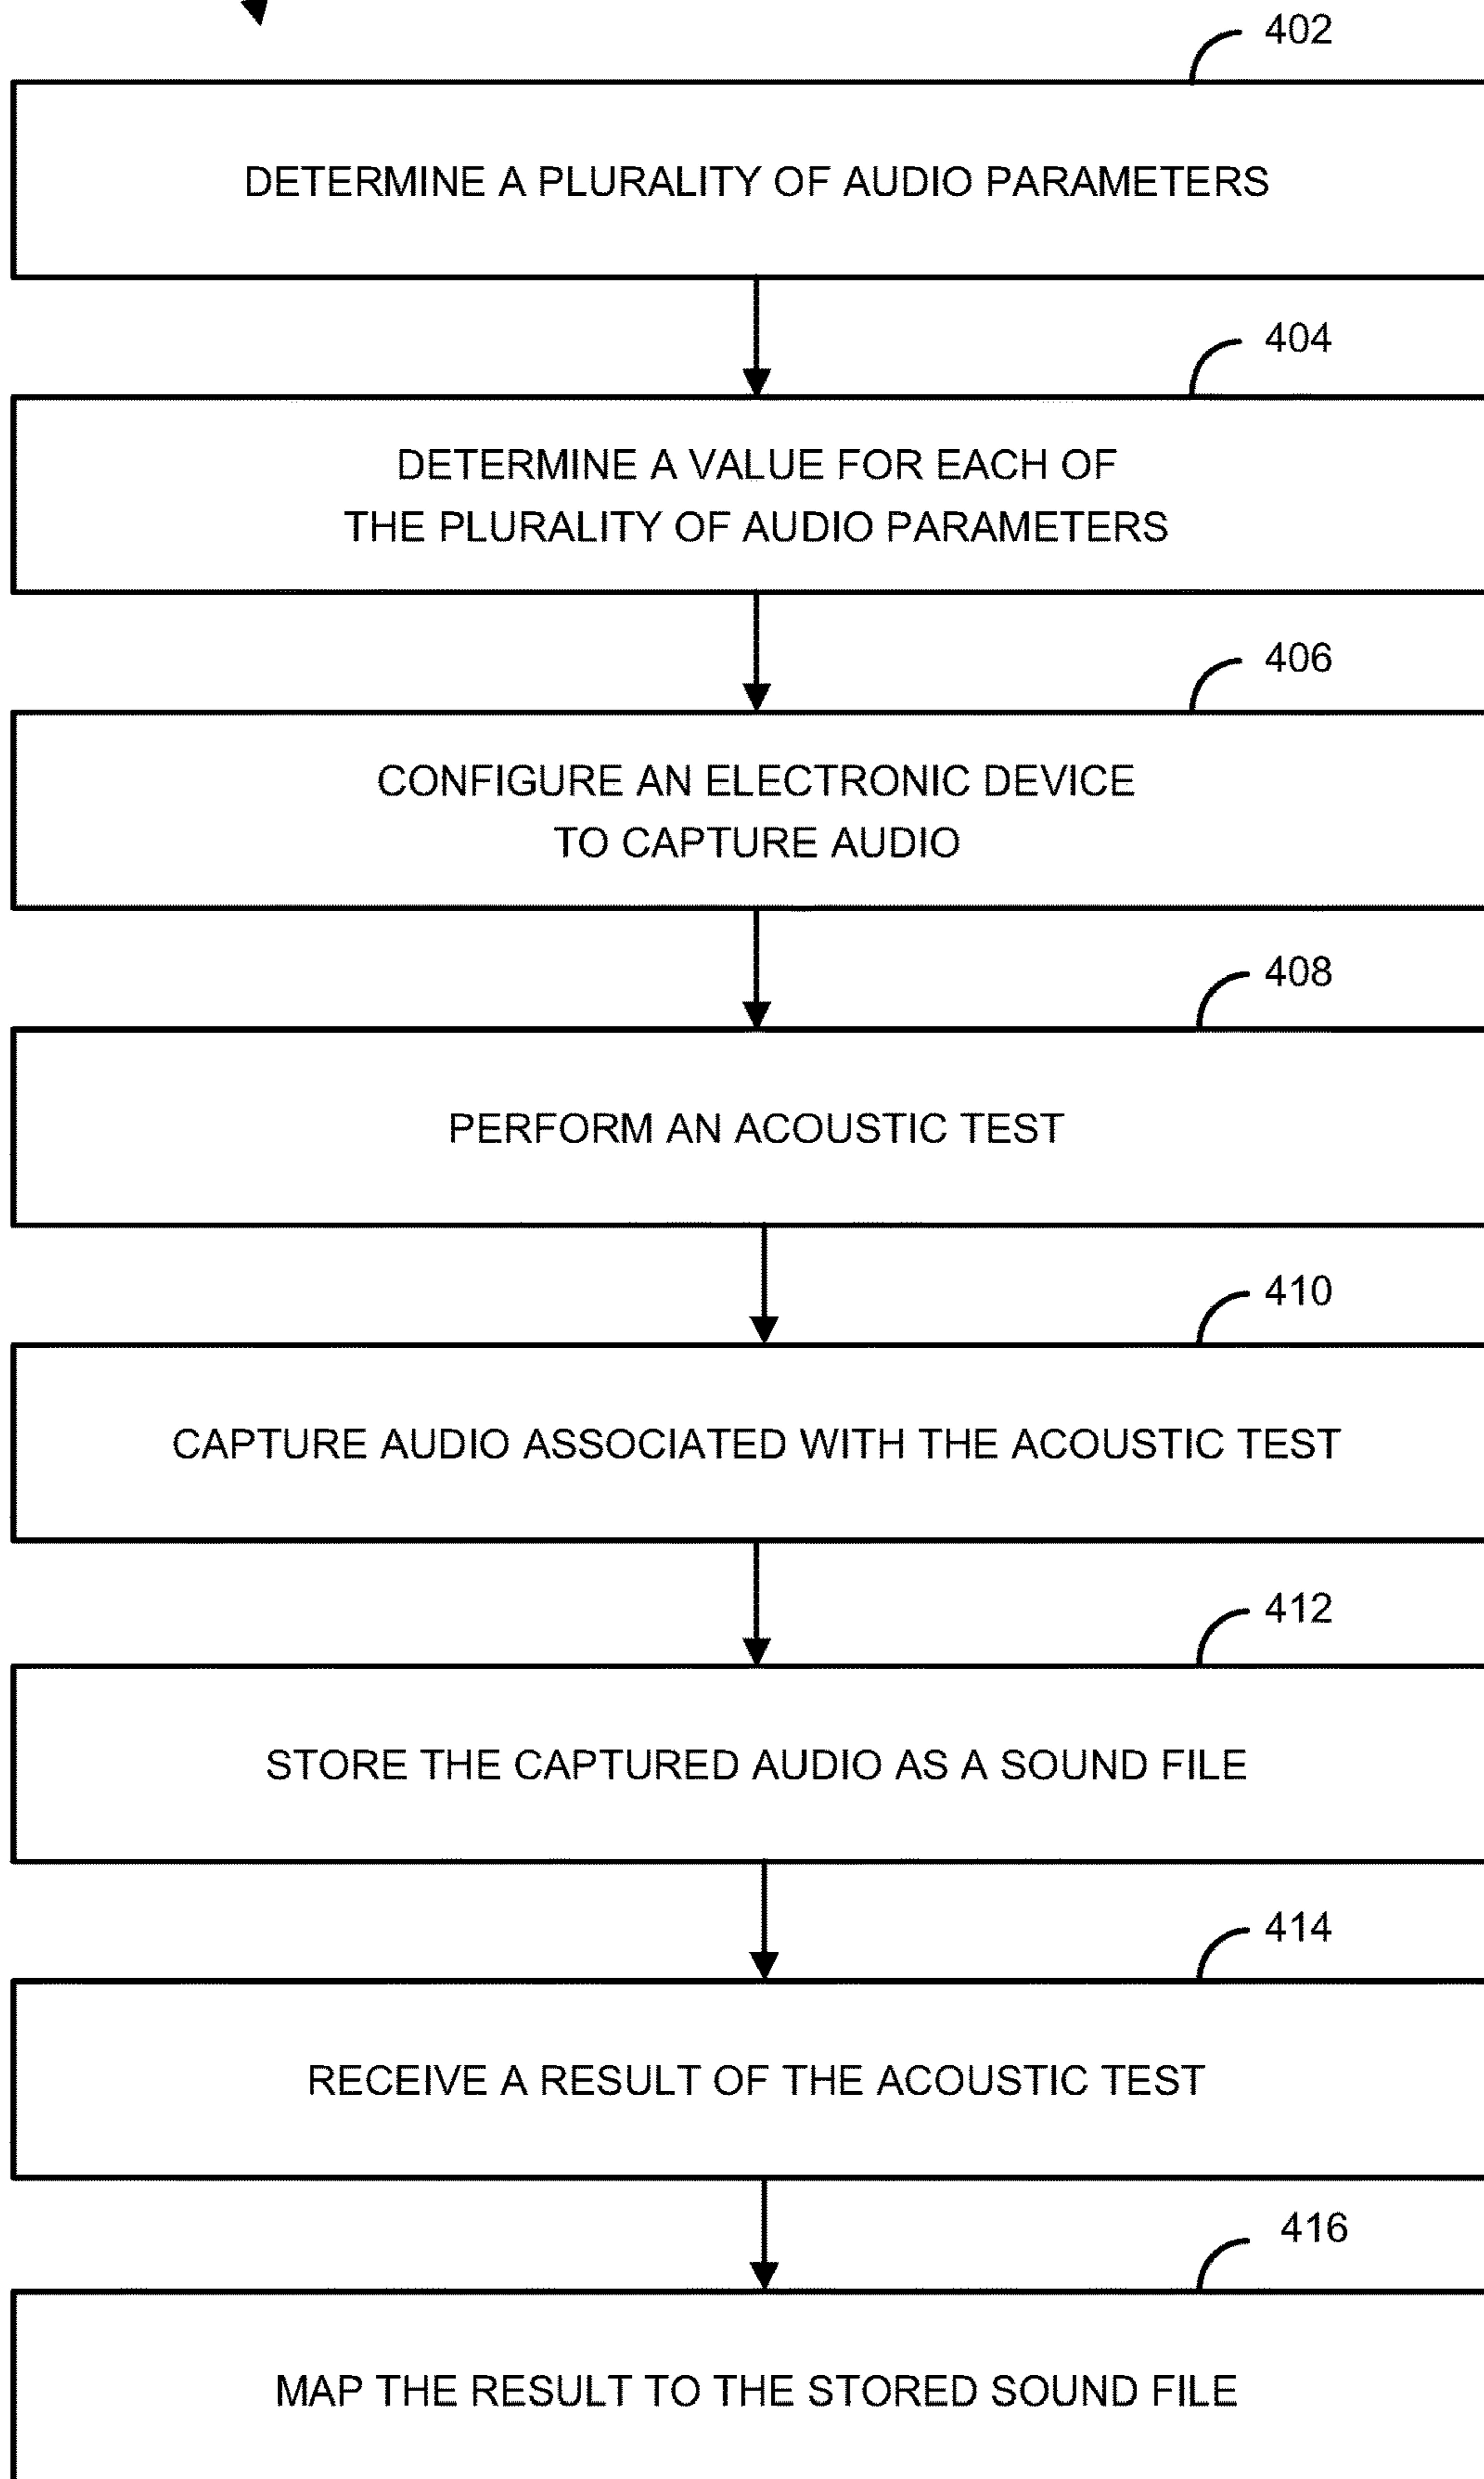 402
DETERMINE A PLURALITY OF AUDIO PARAMETERS
404
DETERMINE A VALUE FOR EACH OF
THE PLURALITY OF AUDIO PARAMETERS
406
CONFIGURE AN ELECTRONIC DEVICE
TO CAPTURE AUDIO
408
PERFORM AN ACOUSTIC TEST
410
CAPTURE AUDIO ASSOCIATED WITH THE ACOUSTIC TEST
412
STORE THE CAPTURED AUDIO AS A SOUND FILE
414
RECEIVE A RESULT OF THE ACOUSTIC TEST
416
MAP THE RESULT TO THE STORED SOUND FILE